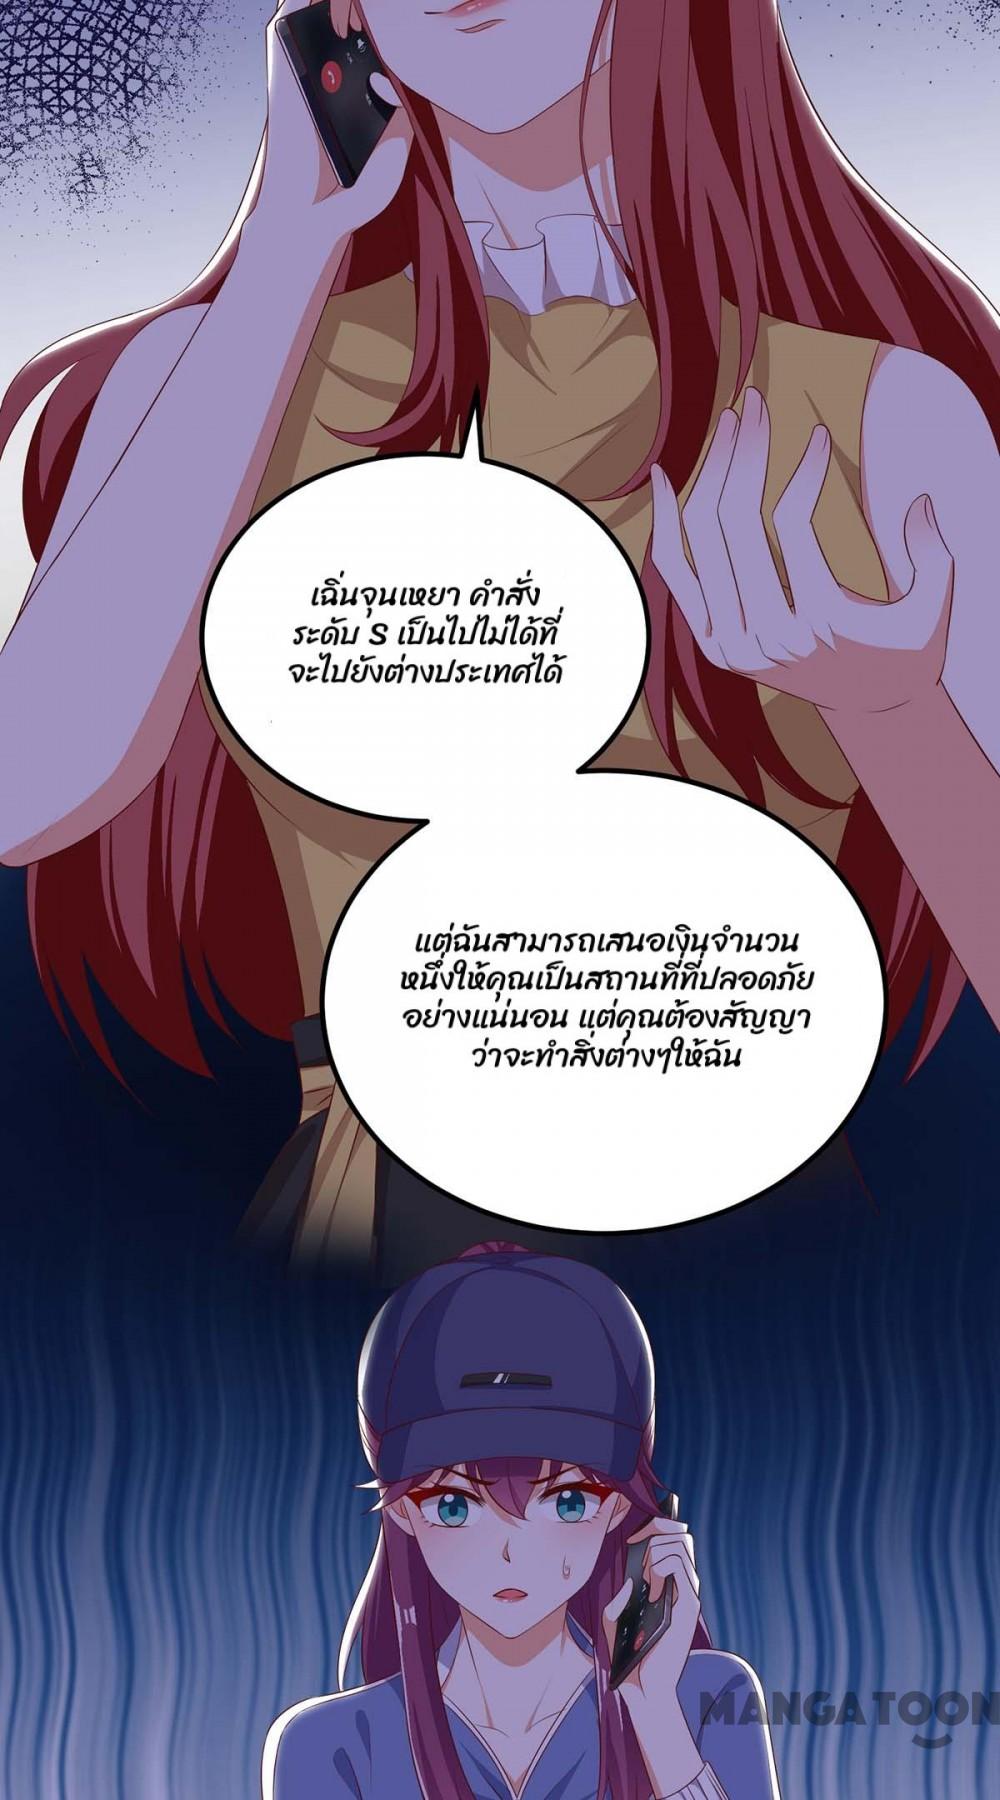 เฉิ่นจุนเหยา คำสั่ง
ระดับ S เป็นไปไม่ได้ที่
จะไปยังต่างประเทศได้
แต่ฉันสามารถเสนอเงินจำนวน
หนึ่งให้คุณเป็นสถานที่ที่ปลอดภัย
อย่างแน่นอน แต่คุณต้องสัญญา
ว่าจะทำสิ่งต่างๆให้ฉัน
MANGATOON